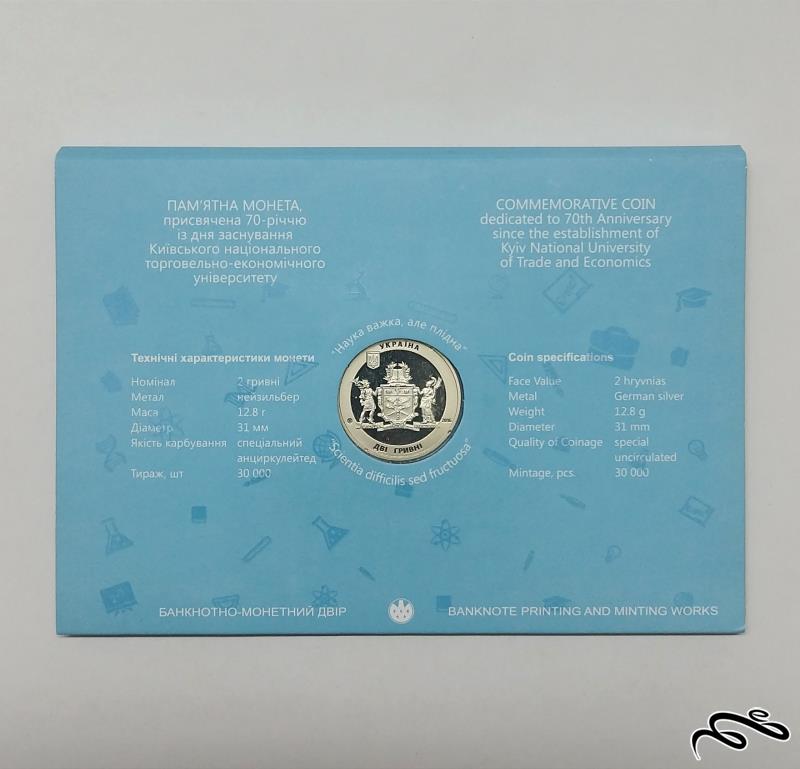 ПАМ'ЯТНА МОНЕТА,
присвячена 70-річчю
із дня заснування
Київського національного
торговельно-економічного
університету
COMMEMORATIVE COIN
dedicated to 70th Anniversary
since the establishment of
Kyiv National University
of Trade and Economics
"Наука важка, але плідна"
УКРАЇНА
ДВІ ГРИВНІ
"Scientia difficilis sed fructuosa"
Технічні характеристики монети
Номінал 2 гривні
Метал нейзильбер
Маса 12.8 г
Діаметр 31 мм
Якість карбування спеціальний
анциркулейтед
Тираж, шт 30 000
Coin specifications
Face Value 2 hryvnias
Metal German silver
Weight 12.8 g
Diameter 31 mm
Quality of Coinage special
uncirculated
Mintage, pcs. 30 000
БАНКНОТНО-МОНЕТНИЙ ДВІР
BANKNOTE PRINTING AND MINTING WORKS